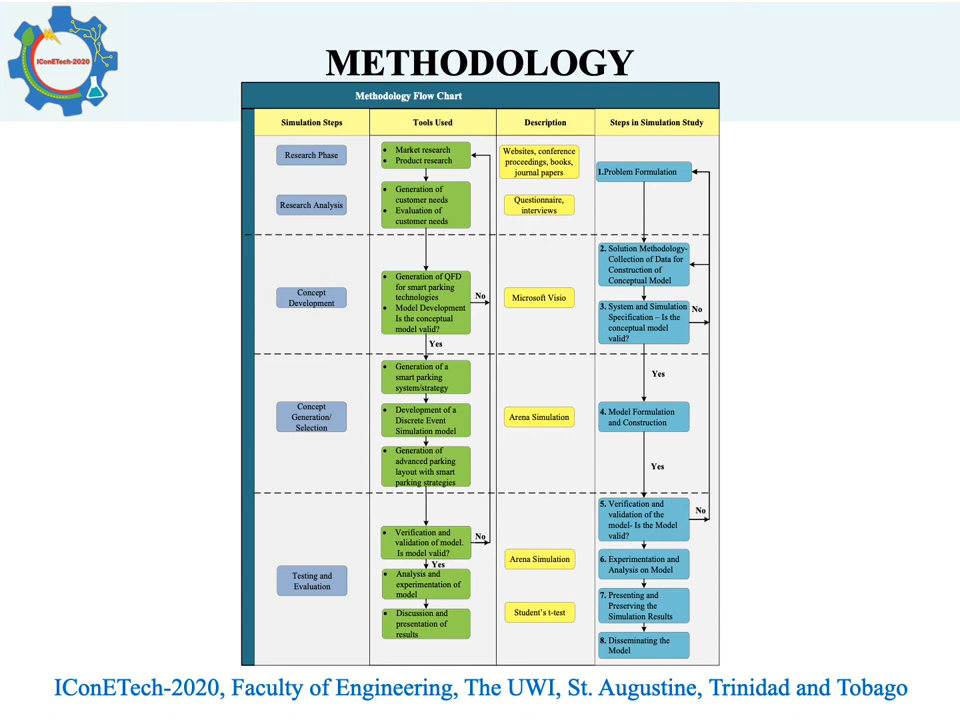 IConETech-2020
METHODOLOGY
Methodology Flow Chart
Simulation Steps
Tools Used
Description
Steps in Simulation Study
Research Phase
• Market research
• Product research
Websites, conference
proceedings, books,
journal papers
1.Problem Formulation
Research Analysis
• Generation of
customer needs
• Evaluation of
customer needs
Questionnaire,
interviews
2. Solution Methodology-
Collection of Data for
Construction of
Conceptual Model
Concept
Development
• Generation of QFD
for smart parking
technologies
• Model Development
Is the conceptual
model valid?
No
Yes
Microsoft Visio
3. System and Simulation
Specification – Is the
conceptual model
valid?
No
Yes
Concept
Generation/
Selection
• Generation of a
smart parking
system/strategy
• Development of a
Discrete Event
Simulation model
• Generation of
advanced parking
layout with smart
parking strategies
Arena Simulation
4. Model Formulation
and Construction
Yes
Testing and
Evaluation
• Verification and
validation of model.
Is model valid?
No
Yes
• Analysis and
experimentation of
model
• Discussion and
presentation of
results
Arena Simulation
Student's t-test
5. Verification and
validation of the
model- Is the Model
valid?
No
6. Experimentation and
Analysis on Model
7. Presenting and
Preserving the
Simulation Results
8. Disseminating the
Model
IConETech-2020, Faculty of Engineering, The UWI, St. Augustine, Trinidad and Tobago